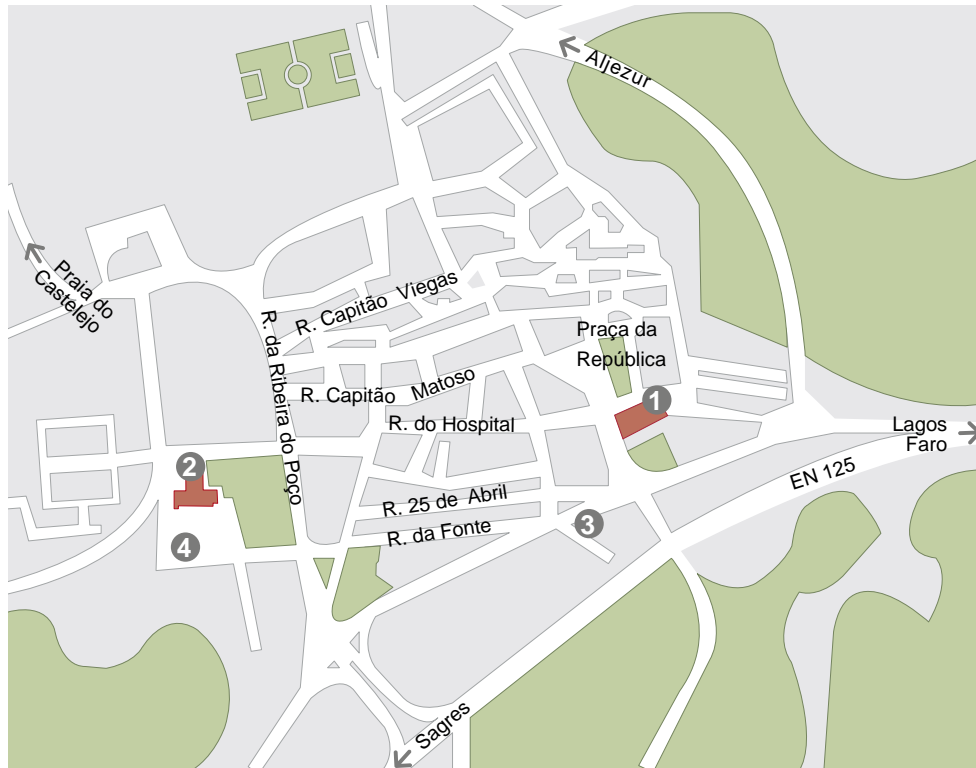 Aljezur
Praia do
Castelejo
R. Capitão Viegas
R. da Ribeira do Poço
Praça da
República
R. Capitão Matoso
1
R. do Hospital
Lagos
Faro
2
EN 125
R. 25 de Abril
3
R. da Fonte
4
Sagres